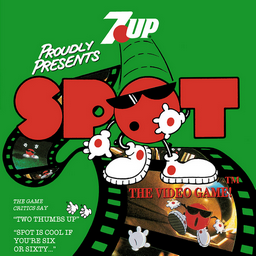 7UP
PROUDLY
PRESENTS
SPOT
TM
THE VIDEO GAME!
THE GAME
CRITICS SAY
"TWO THUMBS UP"
"SPOT IS COOL IF
YOU'RE SIX
OR SIXTY..."